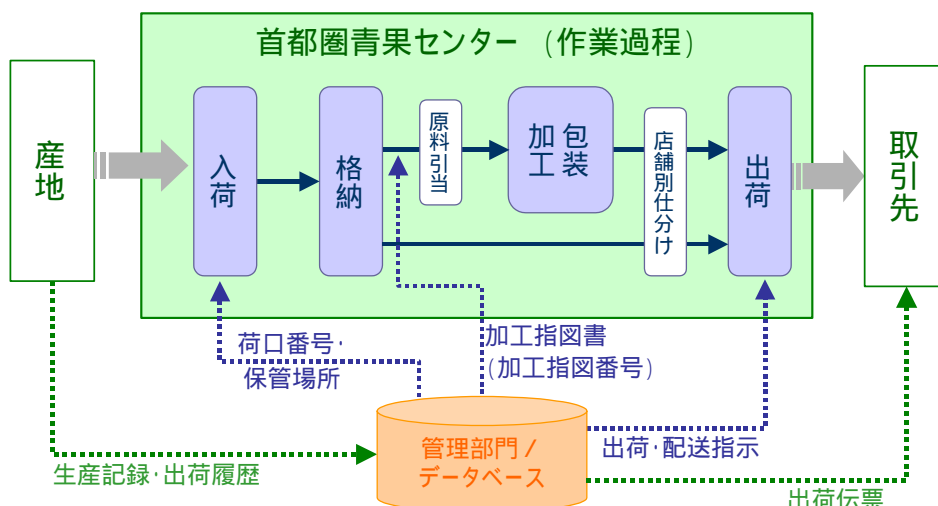 首都圏青果センター (作業過程)
産地
入荷
格納
原料引当
加工
包装
店舗別仕分け
出荷
取引先
荷口番号·
保管場所
加工指図書
(加工指図番号)
管理部門/
データベース
出荷·配送指示
生産記録·出荷履歴
出荷伝票